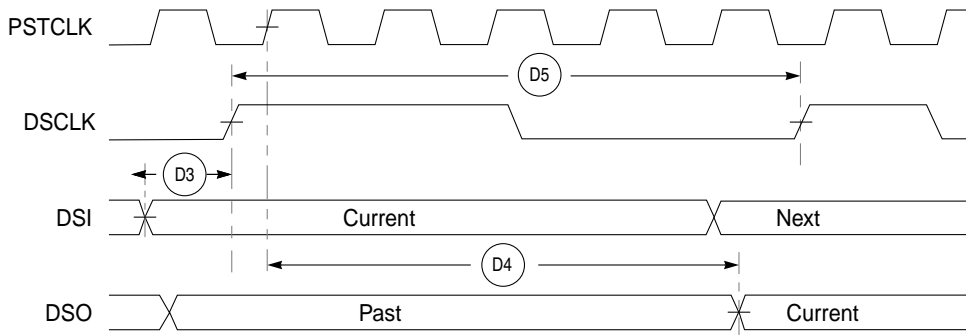 PSTCLK
D5
DSCLK
D3
DSI Current Next
D4
DSO Past Current